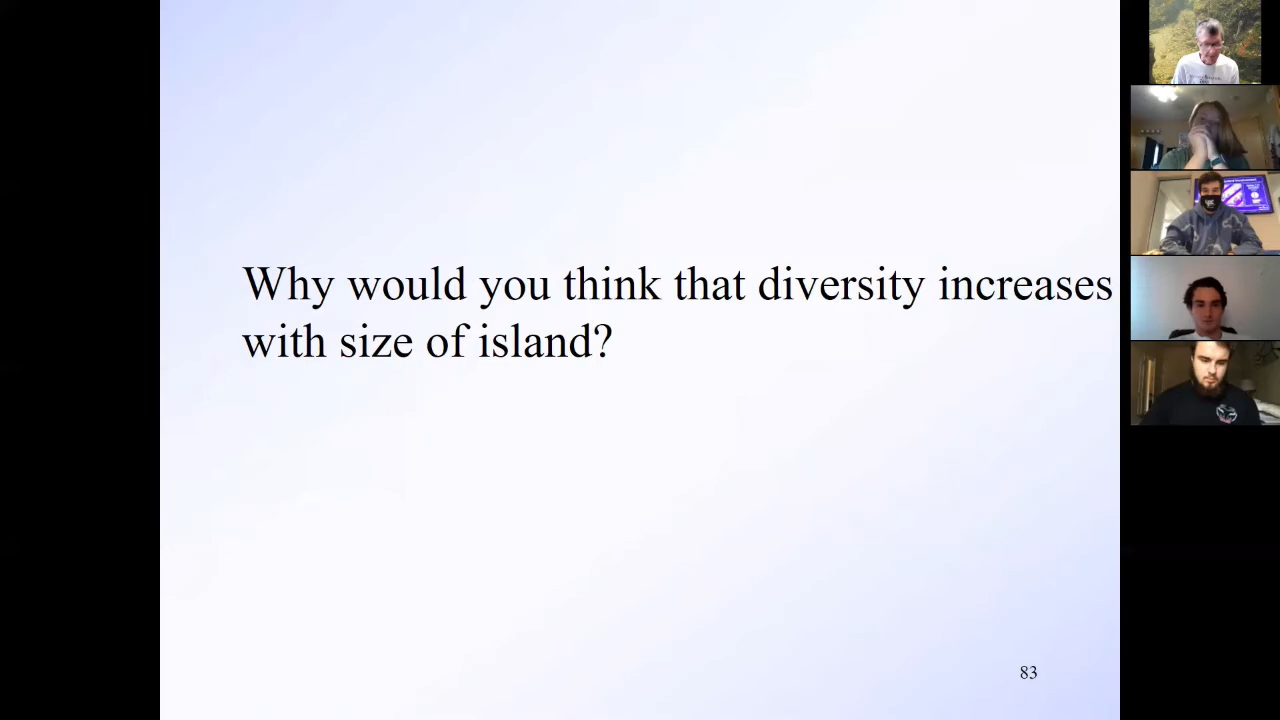 Why would you think that diversity increases
with size of island?
83